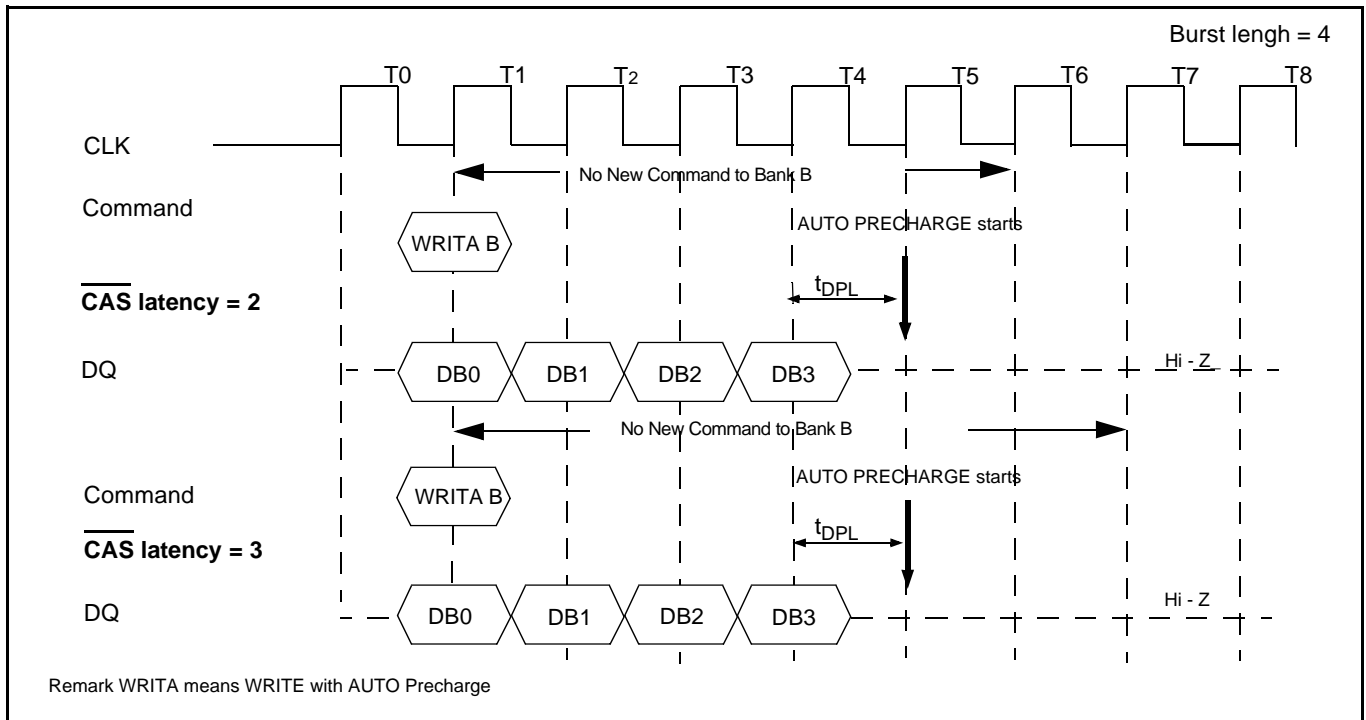 Burst lengh = 4
T0 T1 T2 T3 T4 T5 T6 T7 T8
CLK
No New Command to Bank B
Command
AUTO PRECHARGE starts
WRITA B
tDPL
CAS latency = 2
DQ
DB0 DB1 DB2 DB3
Hi - Z
No New Command to Bank B
AUTO PRECHARGE starts
Command
WRITA B
tDPL
CAS latency = 3
DQ
DB0 DB1 DB2 DB3
Hi - Z
Remark WRITA means WRITE with AUTO Precharge